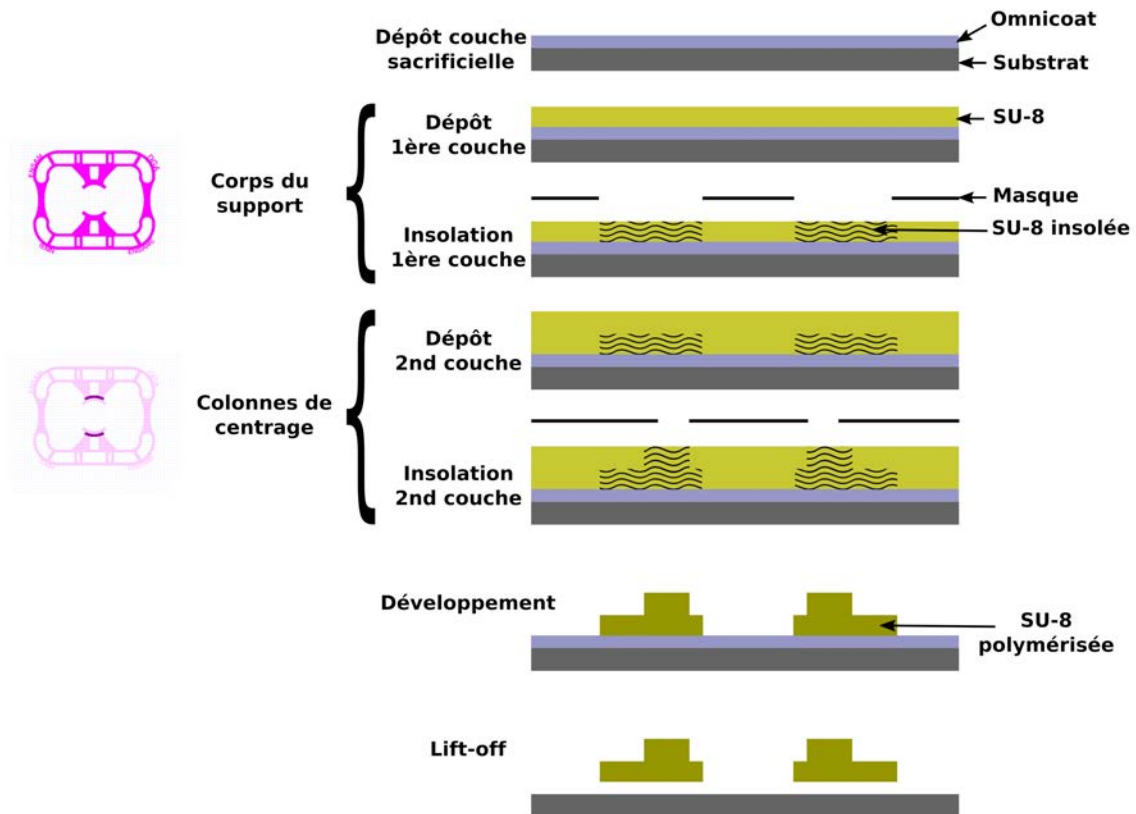 Dépôt couche
sacrificielle
Omnicoat
Substrat
Corps du
support
Dépôt
1ère couche
SU-8
Masque
Insolation
1ère couche
SU-8 insolée
Colonnes de
centrage
Dépôt
2nd couche
Insolation
2nd couche
Développement
SU-8
polymérisée
Lift-off